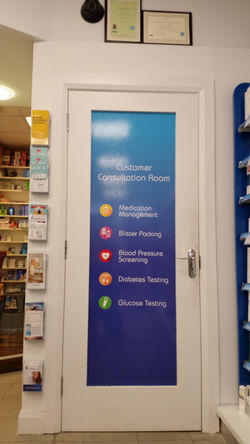 Customer
Consultation Room
Medication
Management
Blister Packing
Blood Pressure
Screening
Diabetes Testing
Glucose Testing